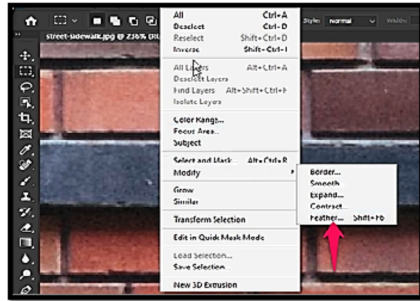 Style: Normal Width:
street-sidewalk.jpg @ 236% (R
All Ctrl+A
Deselect Ctrl+D
Reselect Shift+Ctrl+D
Inverse Shift+Ctrl+I
All Layers Alt+Ctrl+A
Deselect Layers
Find Layers Alt+Shift+Ctrl+F
Isolate Layers
Color Range...
Focus Area...
Subject
Select and Mask... Alt+Ctrl+R
Modify
Border...
Smooth...
Expand...
Contract...
Feather... Shift+F6
Grow
Similar
Transform Selection
Edit in Quick Mask Mode
Load Selection...
Save Selection...
New 3D Extrusion